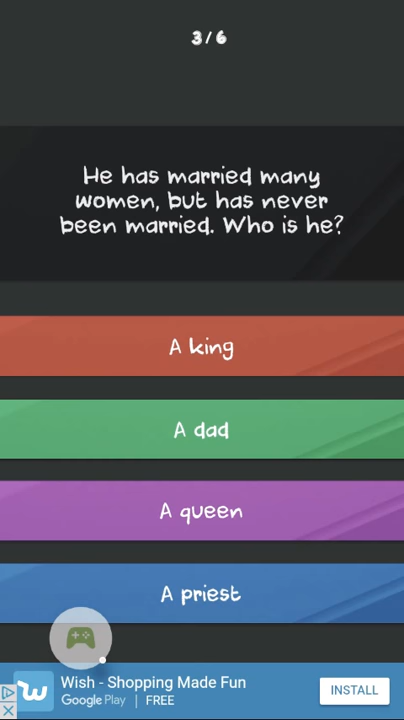 3/6
He has married many
women, but has never
been married. Who is he?
A king
A dad
A queen
A priest
Wish - Shopping Made Fun
Google Play | FREE
INSTALL